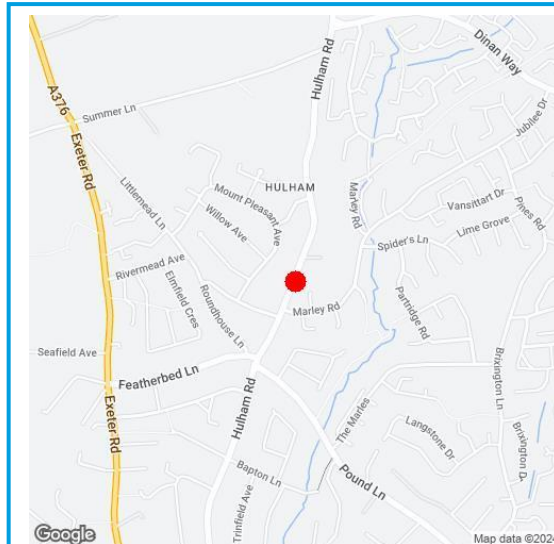 Hulham Rd
Dinan Way
A376
Summer Ln
Exeter Rd
Jubilee Dr
Littlemead Ln
HULHAM
Mount Pleasant Ave
Marley Rd
Vansittart Dr
Pines Rd
Willow Ave
Lime Grove
Spider's Ln
Rivermead Ave
Elmfield Cres
Roundhouse Ln
Marley Rd
Partridge Rd
Seafield Ave
Featherbed Ln
Brixington Ln
Exeter Rd
Hulham Rd
The Marles
Langstone Dr
Brixington D
Bapton Ln
Pound Ln
Trinfield Ave
Google
Map data ©2024